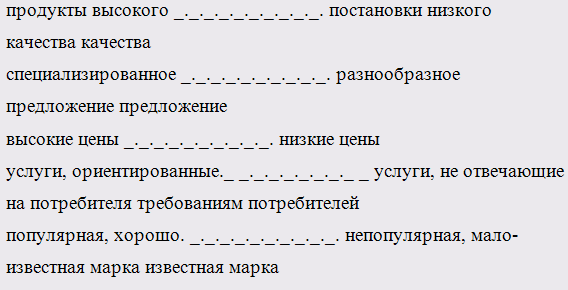 продукты высокого _._._._._._._._._._. постановки низкого
качества качества
специализированное _._._._._._._._._._. разнообразное
предложение предложение
высокие цены _._._._._._._._._._. низкие цены
услуги, ориентированные._ _._._._._._._._ _ услуги, не отвечающие
на потребителя требованиям потребителей
популярная, хорошо. _._._._._._._._._._. непопулярная, мало-
известная марка известная марка